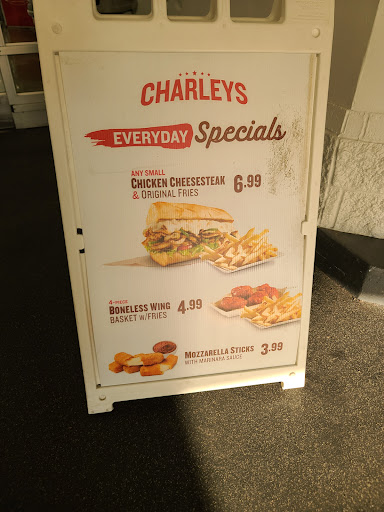 CHARLEYS
EVERYDAY Specials
ANY SMALL
CHICKEN CHEESESTEAK
& ORIGINAL FRIES
6.99
4-PIECE
BONELESS WING
BASKET W/FRIES
4.99
MOZZARELLA STICKS
WITH MARINARA SAUCE
3.99